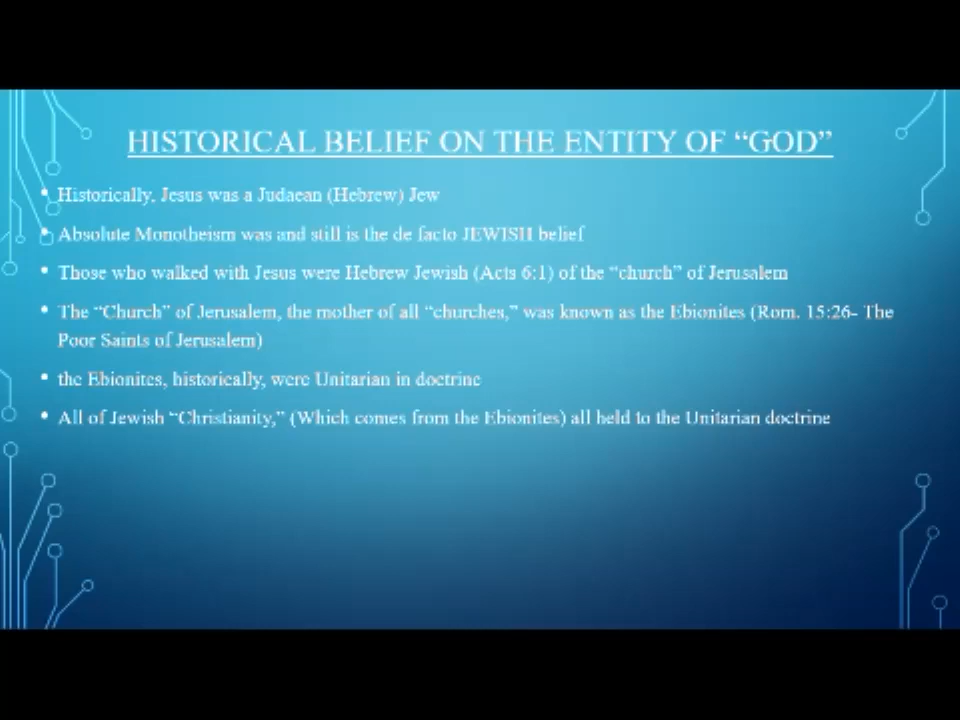 HISTORICAL BELIEF ON THE ENTITY OF “GOD”
• Historically, Jesus was a Judaean (Hebrew) Jew
• Absolute Monotheism was and still is the de facto JEWISH belief
• Those who walked with Jesus were Hebrew Jewish (Acts 6:1) of the “church” of Jerusalem
• The “Church” of Jerusalem, the mother of all “churches,” was known as the Ebionites (Rom. 15:26- The
Poor Saints of Jerusalem)
• the Ebionites, historically, were Unitarian in doctrine
• All of Jewish “Christianity,” (Which comes from the Ebionites) all held to the Unitarian doctrine